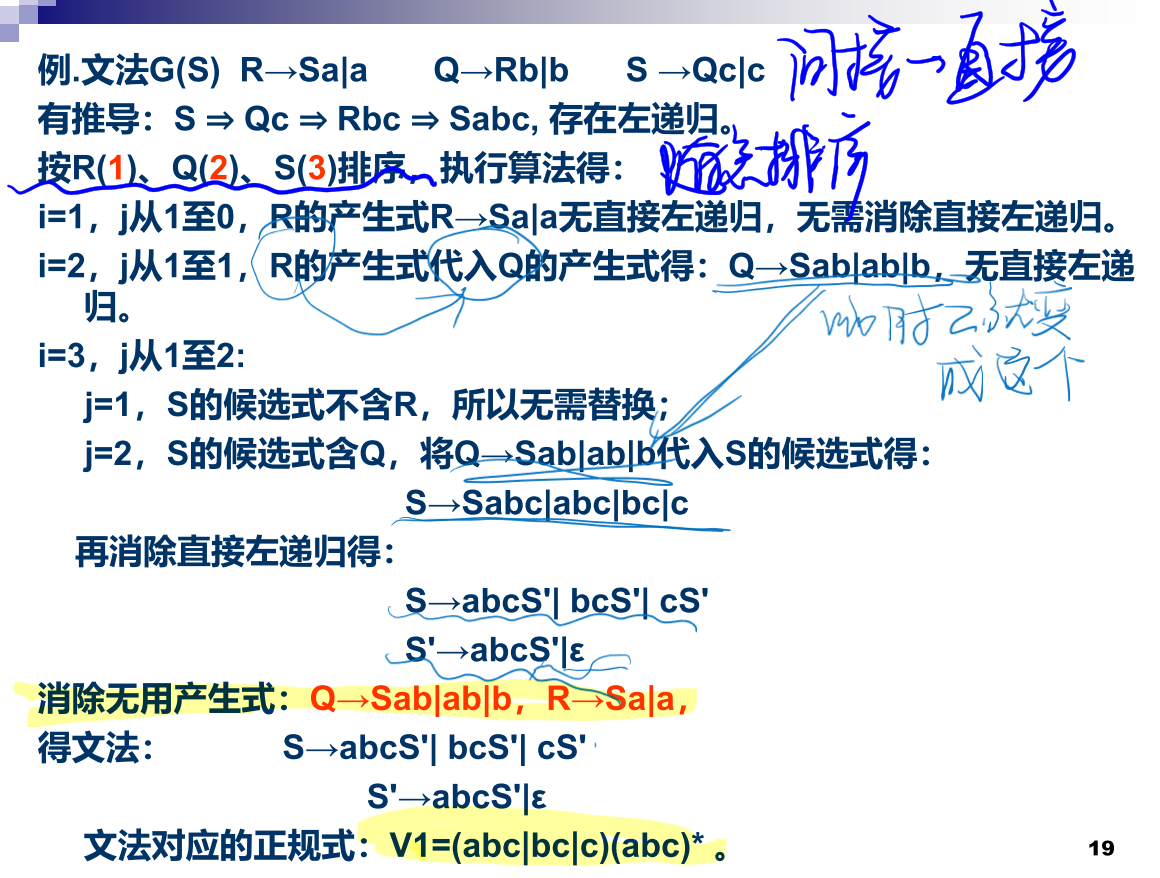 例.文法G(S) R→Sa|a Q→Rb|b S →Qc|c 间接→直接
有推导：S ⇒ Qc ⇒ Rbc ⇒ Sabc, 存在左递归。
按R(1)、Q(2)、S(3)排序，执行算法得： 随意排序
i=1，j从1至0，R的产生式R→Sa|a无直接左递归，无需消除直接左递归。
i=2，j从1至1，R的产生式代入Q的产生式得：Q→Sab|ab|b，无直接左递
归。
此时已经变
i=3，j从1至2:
成这个
j=1，S的候选式不含R，所以无需替换；
j=2，S的候选式含Q，将Q→Sab|ab|b代入S的候选式得：
S→Sabc|abc|bc|c
再消除直接左递归得：
S→abcS'| bcS'| cS'
S'→abcS'|ε
消除无用产生式：Q→Sab|ab|b，R→Sa|a，
得文法： S→abcS'| bcS'| cS'
S'→abcS'|ε
文法对应的正规式：V1=(abc|bc|c)(abc)* 。
19